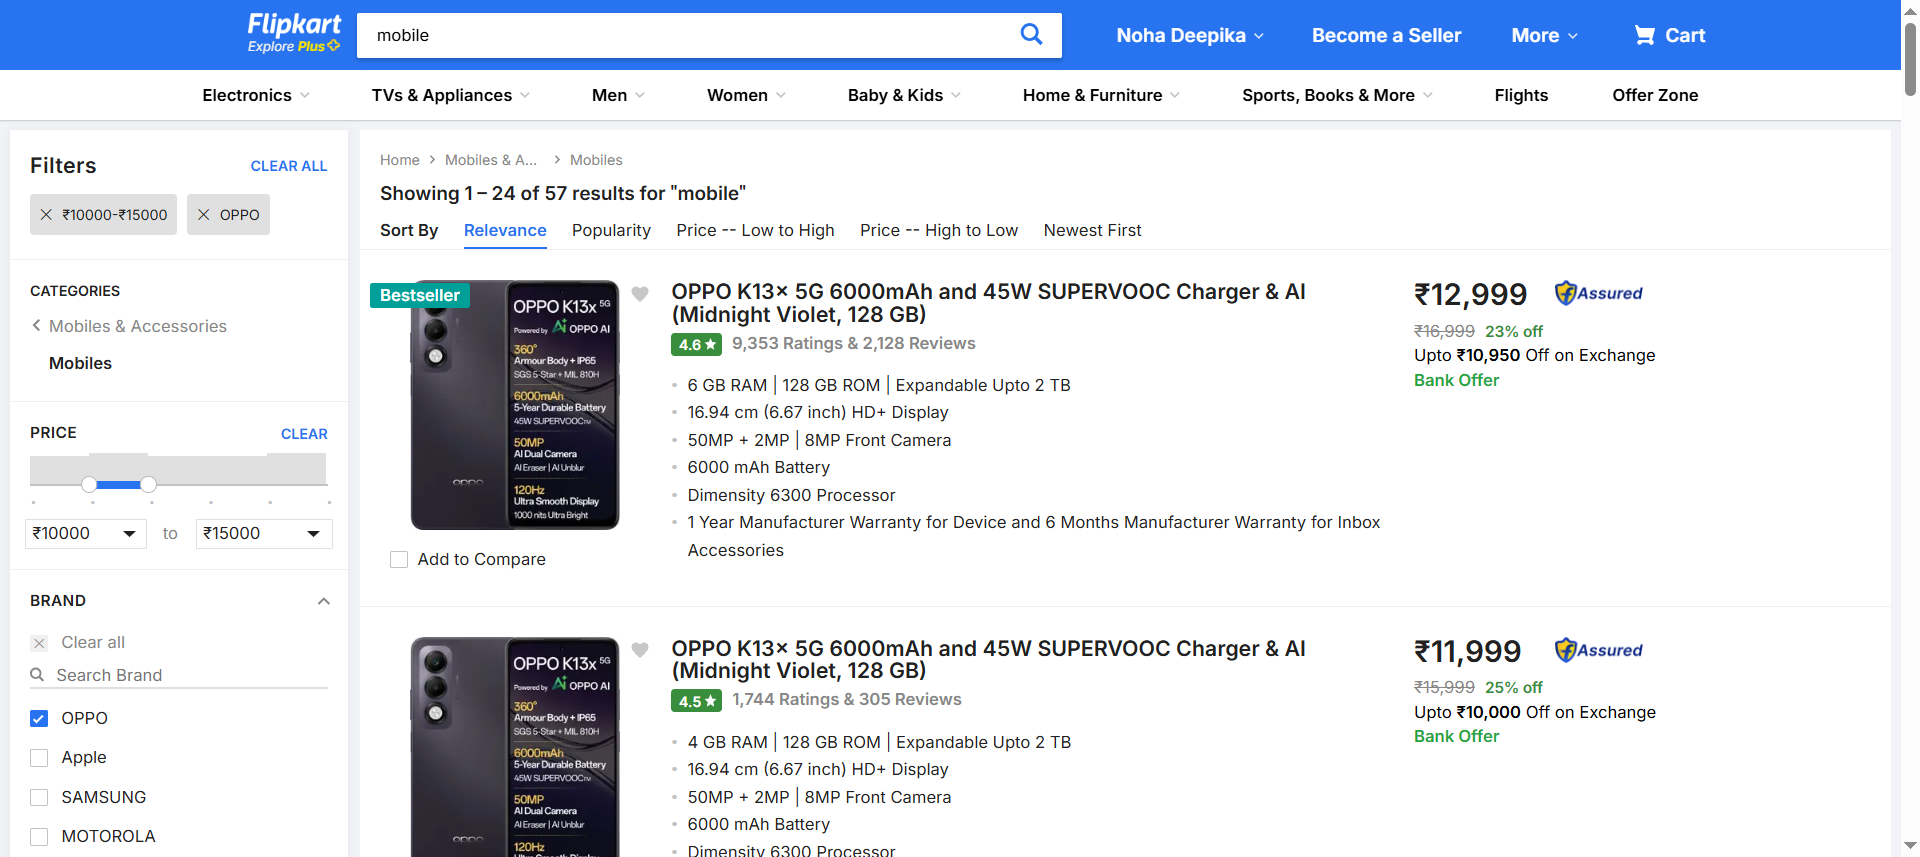 Flipkart
Explore Plus
mobile
Noha Deepika
Become a Seller
More
Cart
Electronics
TVs & Appliances
Men
Women
Baby & Kids
Home & Furniture
Sports, Books & More
Flights
Offer Zone
Filters
CLEAR ALL
₹10000-₹15000
OPPO
CATEGORIES
Mobiles & Accessories
Mobiles
PRICE
CLEAR
₹10000
to
₹15000
BRAND
Clear all
Search Brand
OPPO
Apple
SAMSUNG
MOTOROLA
Home
Mobiles & A...
Mobiles
Showing 1 – 24 of 57 results for "mobile"
Sort By
Relevance
Popularity
Price -- Low to High
Price -- High to Low
Newest First
Bestseller
OPPO K13x 5G
Powered by Ai OPPO AI
360°
Armour Body + IP65
SGS 5-Star + MIL 810H
6000mAh
5-Year Durable Battery
45W SUPERVOOC™
50MP
AI Dual Camera
AI Eraser | AI Unblur
120Hz
Ultra Smooth Display
1000 nits Ultra Bright
oppo
Add to Compare
OPPO K13x 5G 6000mAh and 45W SUPERVOOC Charger & AI
(Midnight Violet, 128 GB)
4.6★
9,353 Ratings & 2,128 Reviews
6 GB RAM | 128 GB ROM | Expandable Upto 2 TB
16.94 cm (6.67 inch) HD+ Display
50MP + 2MP | 8MP Front Camera
6000 mAh Battery
Dimensity 6300 Processor
1 Year Manufacturer Warranty for Device and 6 Months Manufacturer Warranty for Inbox
Accessories
₹12,999
Assured
₹16,999 23% off
Upto ₹10,950 Off on Exchange
Bank Offer
OPPO K13x 5G
Powered by Ai OPPO AI
360°
Armour Body + IP65
SGS 5-Star + MIL 810H
6000mAh
5-Year Durable Battery
45W SUPERVOOC™
50MP
AI Dual Camera
AI Eraser | AI Unblur
120Hz
Ultra Smooth Display
oppo
OPPO K13x 5G 6000mAh and 45W SUPERVOOC Charger & AI
(Midnight Violet, 128 GB)
4.5★
1,744 Ratings & 305 Reviews
4 GB RAM | 128 GB ROM | Expandable Upto 2 TB
16.94 cm (6.67 inch) HD+ Display
50MP + 2MP | 8MP Front Camera
6000 mAh Battery
Dimensity 6300 Processor
₹11,999
Assured
₹15,999 25% off
Upto ₹10,000 Off on Exchange
Bank Offer